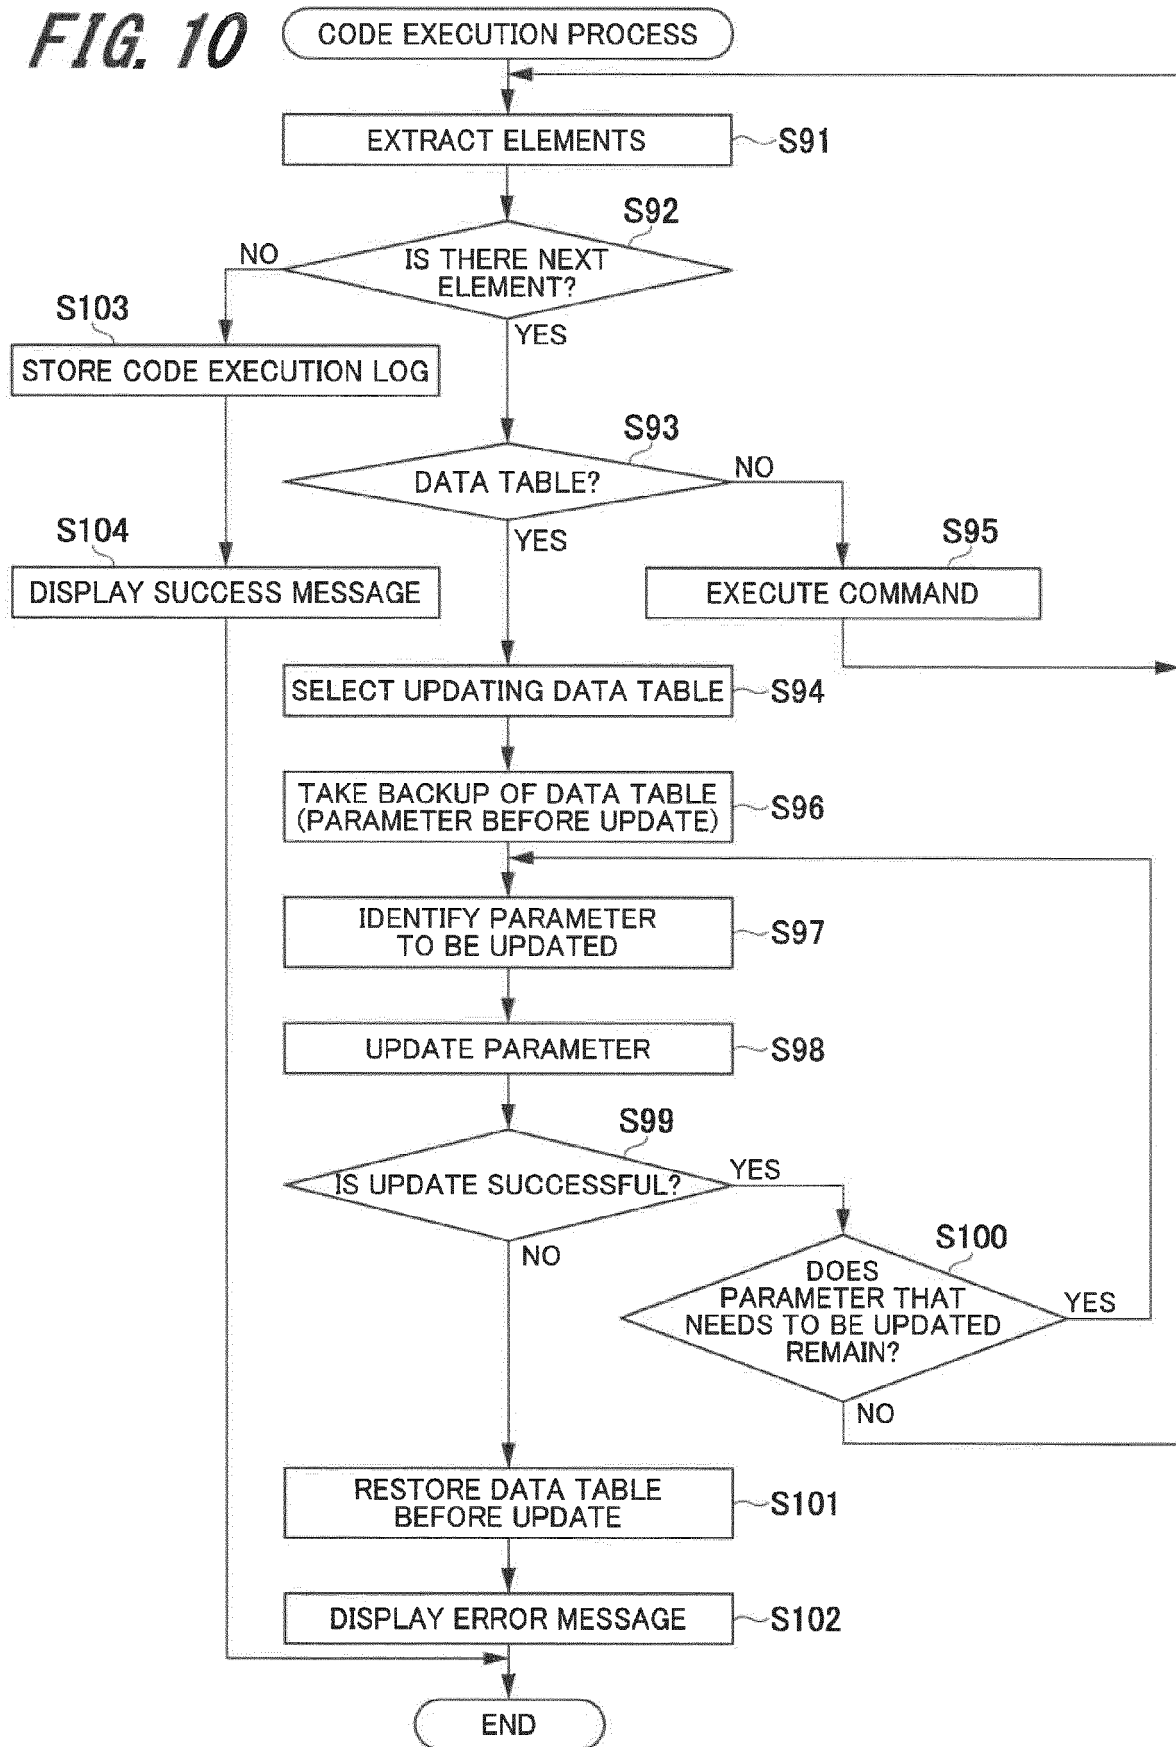 FIG. 10
CODE EXECUTION PROCESS
EXTRACT ELEMENTS
S91
S92
IS THERE NEXT
ELEMENT?
NO
YES
S103
STORE CODE EXECUTION LOG
S93
DATA TABLE?
NO
YES
S104
DISPLAY SUCCESS MESSAGE
S95
EXECUTE COMMAND
SELECT UPDATING DATA TABLE
S94
TAKE BACKUP OF DATA TABLE
(PARAMETER BEFORE UPDATE)
S96
IDENTIFY PARAMETER
TO BE UPDATED
S97
UPDATE PARAMETER
S98
S99
IS UPDATE SUCCESSFUL?
YES
NO
S100
DOES
PARAMETER THAT
NEEDS TO BE UPDATED
REMAIN?
YES
NO
RESTORE DATA TABLE
BEFORE UPDATE
S101
DISPLAY ERROR MESSAGE
S102
END